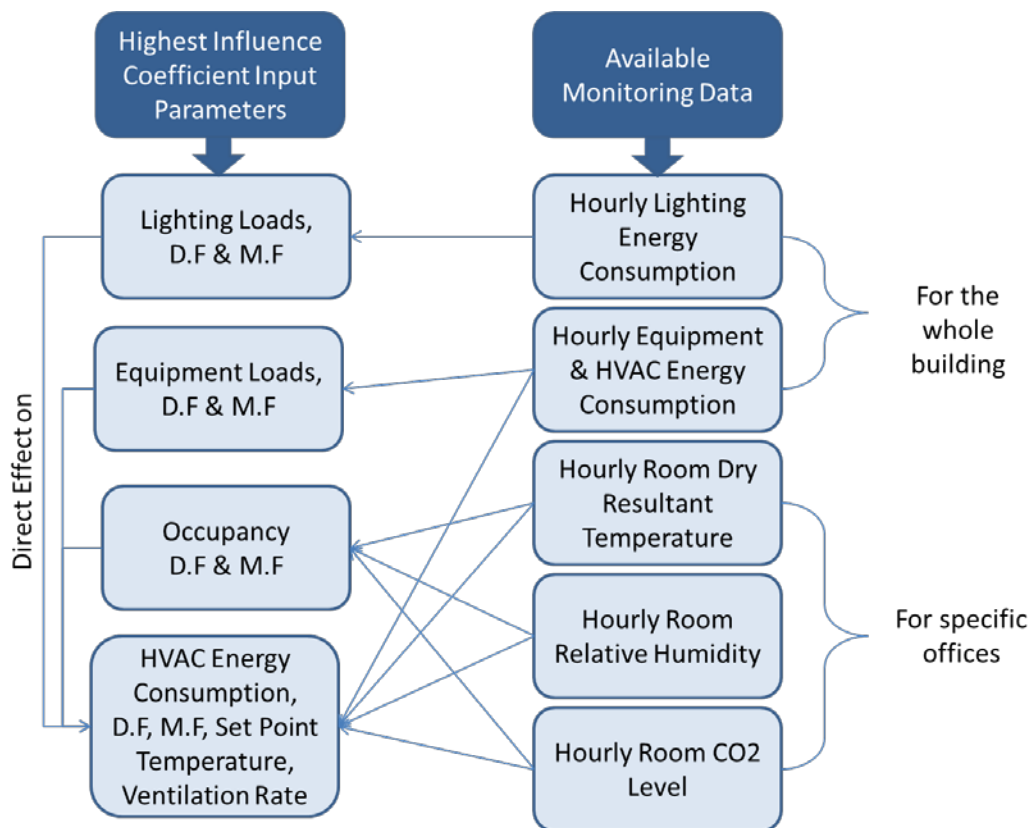 Highest Influence
Coefficient Input
Parameters
Available
Monitoring Data
Lighting Loads,
D.F & M.F
Hourly Lighting
Energy
Consumption
Equipment Loads,
D.F & M.F
Hourly Equipment
& HVAC Energy
Consumption
For the
whole
building
Direct Effect on
Occupancy
D.F & M.F
Hourly Room Dry
Resultant
Temperature
Hourly Room
Relative Humidity
For specific
offices
HVAC Energy
Consumption,
D.F, M.F, Set Point
Temperature,
Ventilation Rate
Hourly Room CO2
Level